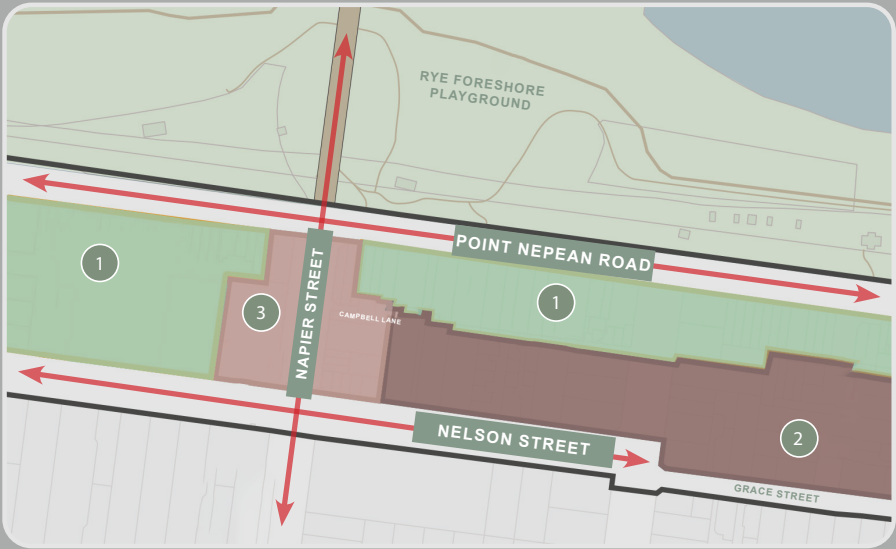 RYE FORESHORE
PLAYGROUND
POINT NEPEAN ROAD
1
1
3
NAPIER STREET
CAMPBELL LANE
NELSON STREET
2
GRACE STREET